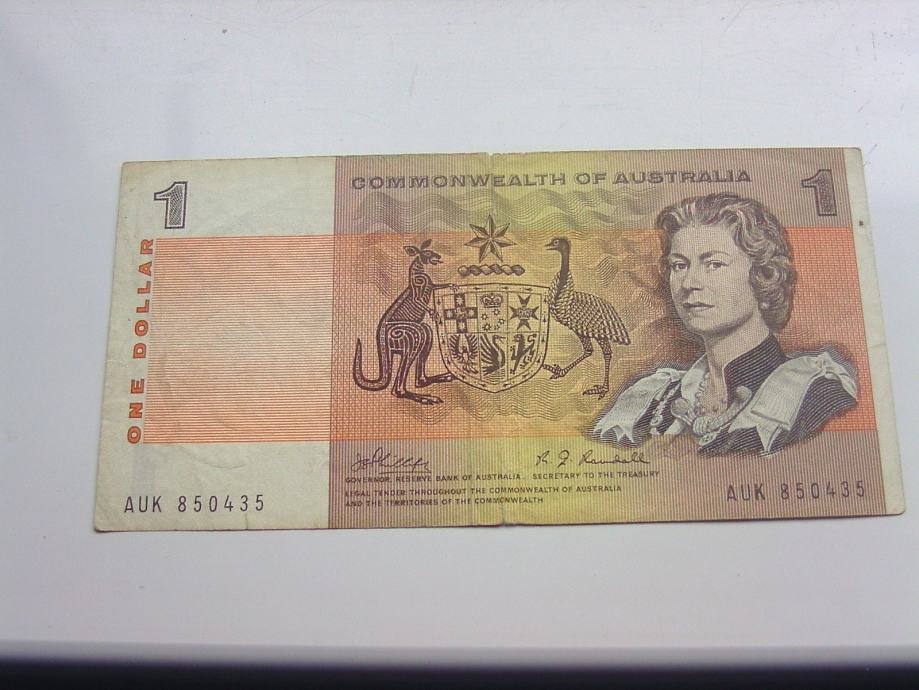 COMMONWEALTH OF AUSTRALIA
1
1
ONE DOLLAR
R. J. Randall
GOVERNOR, RESERVE BANK OF AUSTRALIA. SECRETARY TO THE TREASURY
LEGAL TENDER THROUGHOUT THE COMMONWEALTH OF AUSTRALIA
AND THE TERRITORIES OF THE COMMONWEALTH
AUK 850435
AUK 850435